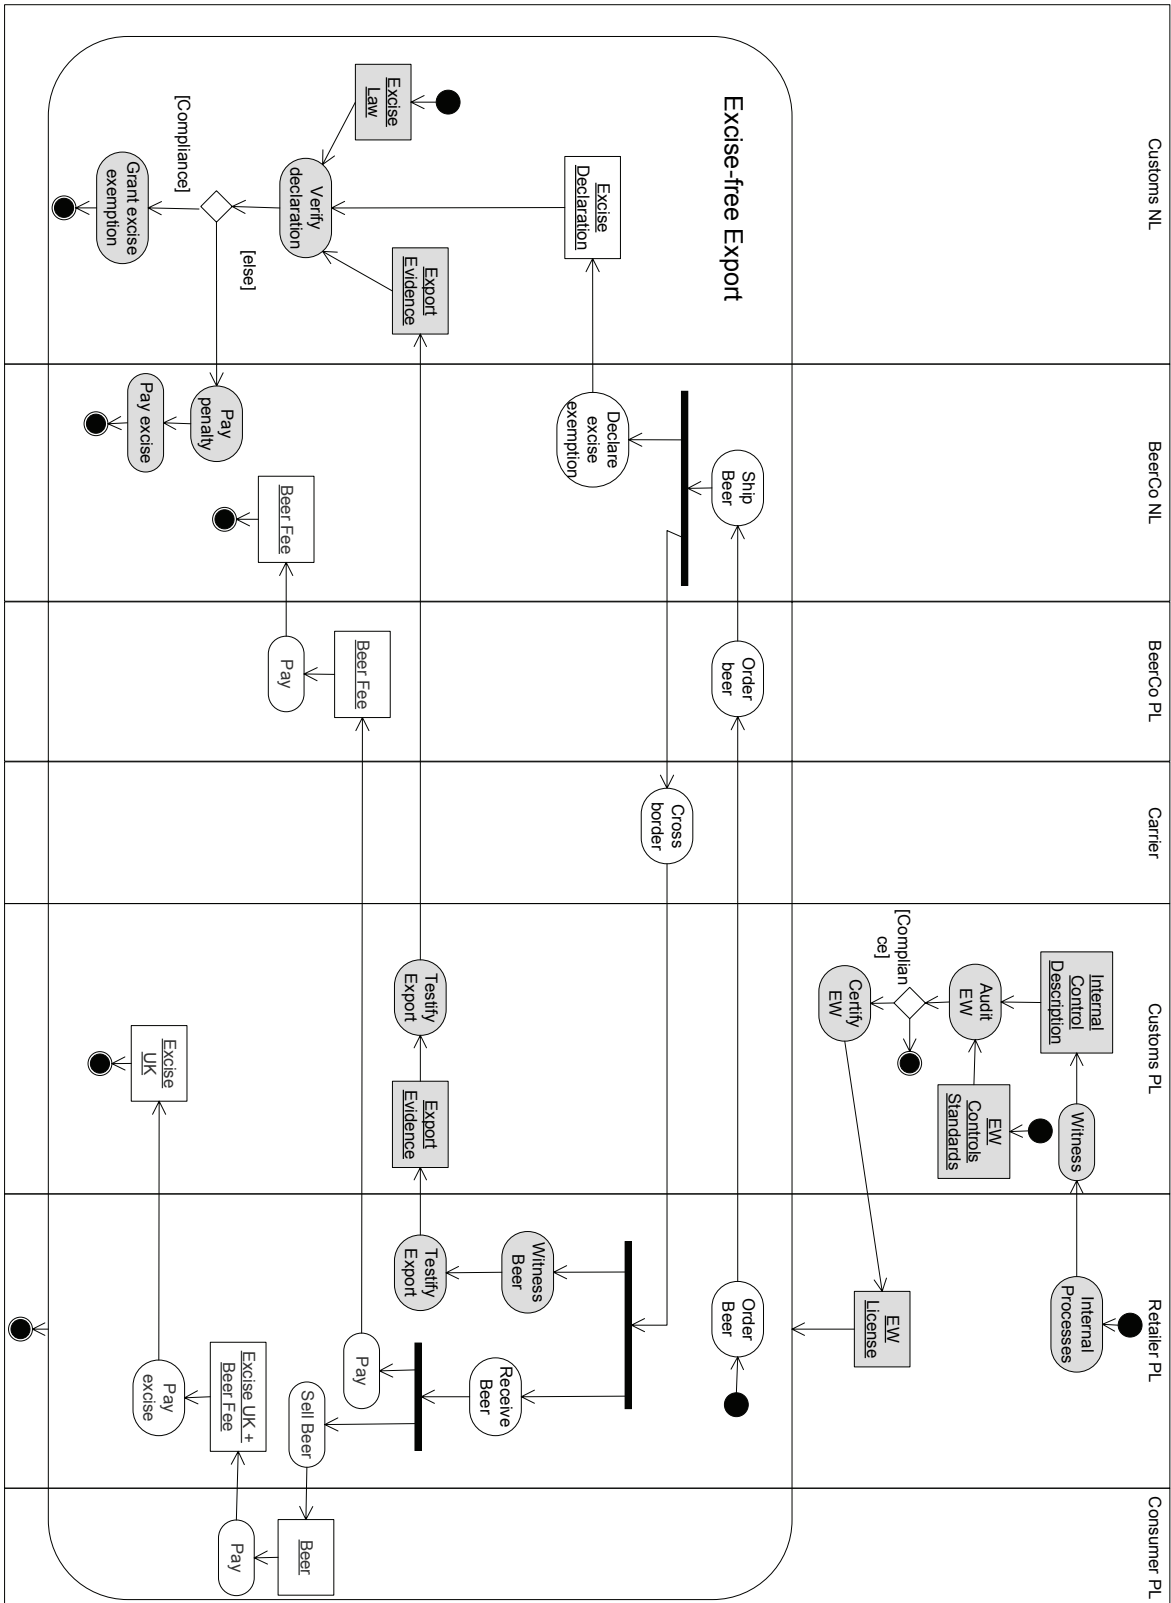 Customs NL
BeerCo NL
BeerCo PL
Carrier
Customs PL
Retailer PL
Consumer PL
Internal
Control
Description
Witness
Internal
Processes
Audit
EW
EW
Controls
Standards
[Complian
ce]
Certify
EW
EW
License
Excise-free Export
Ship
Beer
Order
beer
Order
Beer
Excise
Declaration
Declare
excise
exemption
Cross
border
Witness
Beer
Receive
Beer
Excise
Law
Export
Evidence
Testify
Export
Export
Evidence
Testify
Export
Verify
declaration
Beer Fee
Pay
Sell Beer
Beer
Beer Fee
Pay
[else]
[Compliance]
Pay
penalty
Excise UK +
Beer Fee
Pay
Grant excise
exemption
Pay excise
Excise
UK
Pay
excise